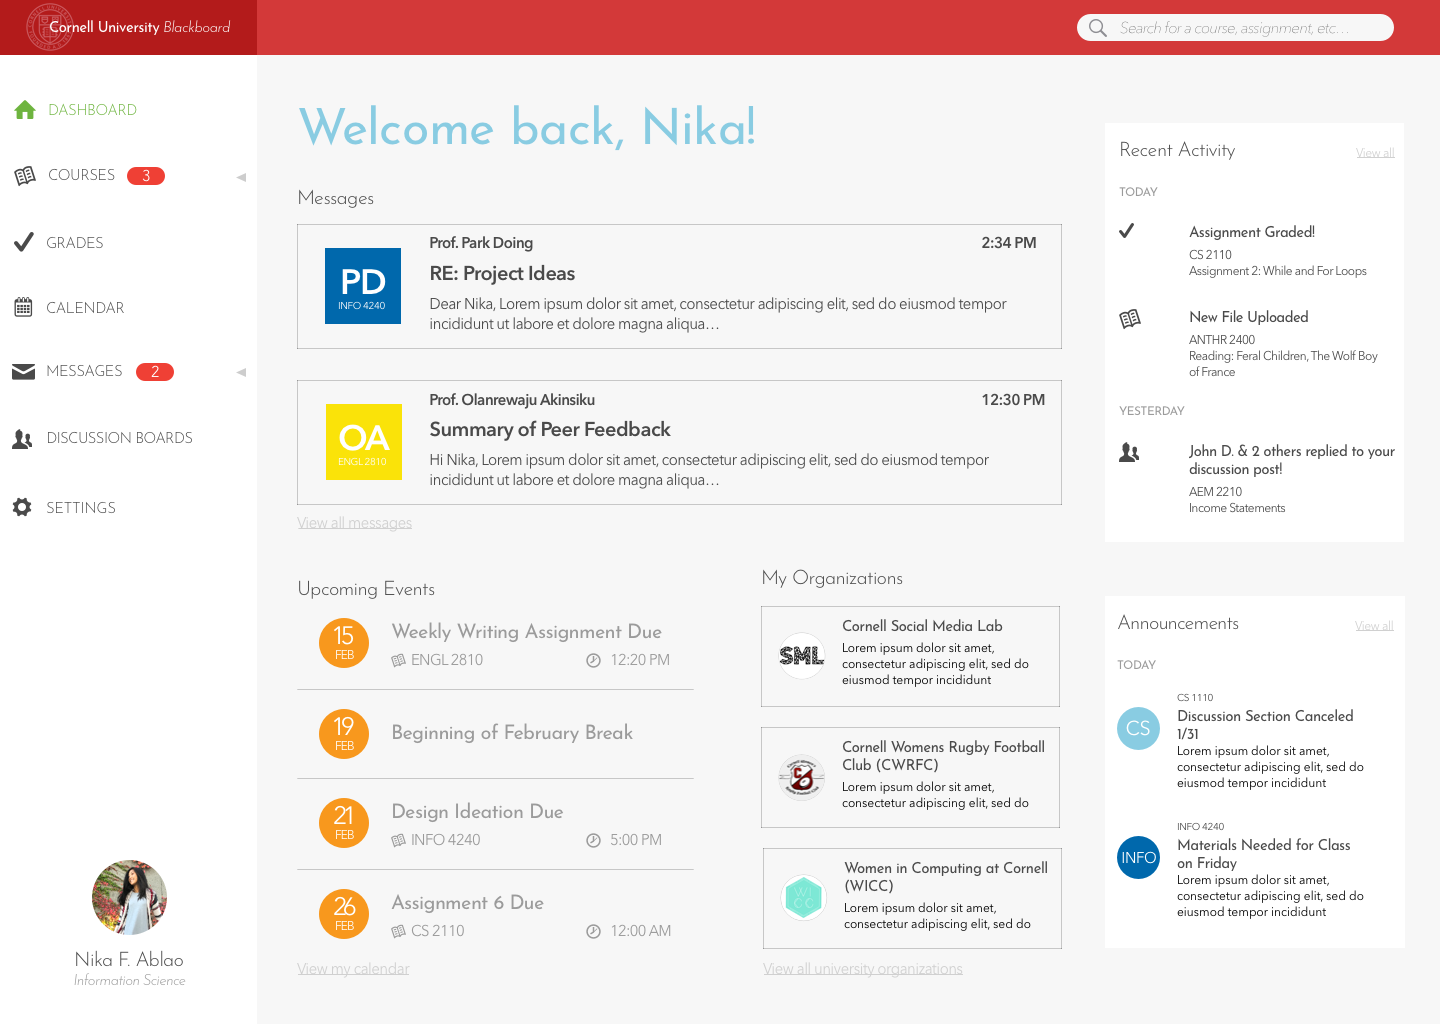 Cornell University Blackboard
Search for a course, assignment, etc...
DASHBOARD
COURSES 3
GRADES
CALENDAR
MESSAGES 2
DISCUSSION BOARDS
SETTINGS
Nika F. Ablao
Information Science
Welcome back, Nika!
Messages
PD
INFO 4240
Prof. Park Doing 2:34 PM
RE: Project Ideas
Dear Nika, Lorem ipsum dolor sit amet, consectetur adipiscing elit, sed do eiusmod tempor
incididunt ut labore et dolore magna aliqua...
OA
ENGL 2810
Prof. Olanrewaju Akinsiku 12:30 PM
Summary of Peer Feedback
Hi Nika, Lorem ipsum dolor sit amet, consectetur adipiscing elit, sed do eiusmod tempor
incididunt ut labore et dolore magna aliqua...
View all messages
Upcoming Events
15
FEB
Weekly Writing Assignment Due
ENGL 2810 12:20 PM
19
FEB
Beginning of February Break
21
FEB
Design Ideation Due
INFO 4240 5:00 PM
26
FEB
Assignment 6 Due
CS 2110 12:00 AM
View my calendar
My Organizations
SML
Cornell Social Media Lab
Lorem ipsum dolor sit amet,
consectetur adipiscing elit, sed do
eiusmod tempor incididunt
Cornell Womens Rugby Football
Club (CWRFC)
Lorem ipsum dolor sit amet,
consectetur adipiscing elit, sed do
WI
CC
Women in Computing at Cornell
(WICC)
Lorem ipsum dolor sit amet,
consectetur adipiscing elit, sed do
View all university organizations
Recent Activity View all
TODAY
Assignment Graded!
CS 2110
Assignment 2: While and For Loops
New File Uploaded
ANTHR 2400
Reading: Feral Children, The Wolf Boy
of France
YESTERDAY
John D. & 2 others replied to your
discussion post!
AEM 2210
Income Statements
Announcements View all
TODAY
CS
CS 1110
Discussion Section Canceled
1/31
Lorem ipsum dolor sit amet,
consectetur adipiscing elit, sed do
eiusmod tempor incididunt
INFO
INFO 4240
Materials Needed for Class
on Friday
Lorem ipsum dolor sit amet,
consectetur adipiscing elit, sed do
eiusmod tempor incididunt